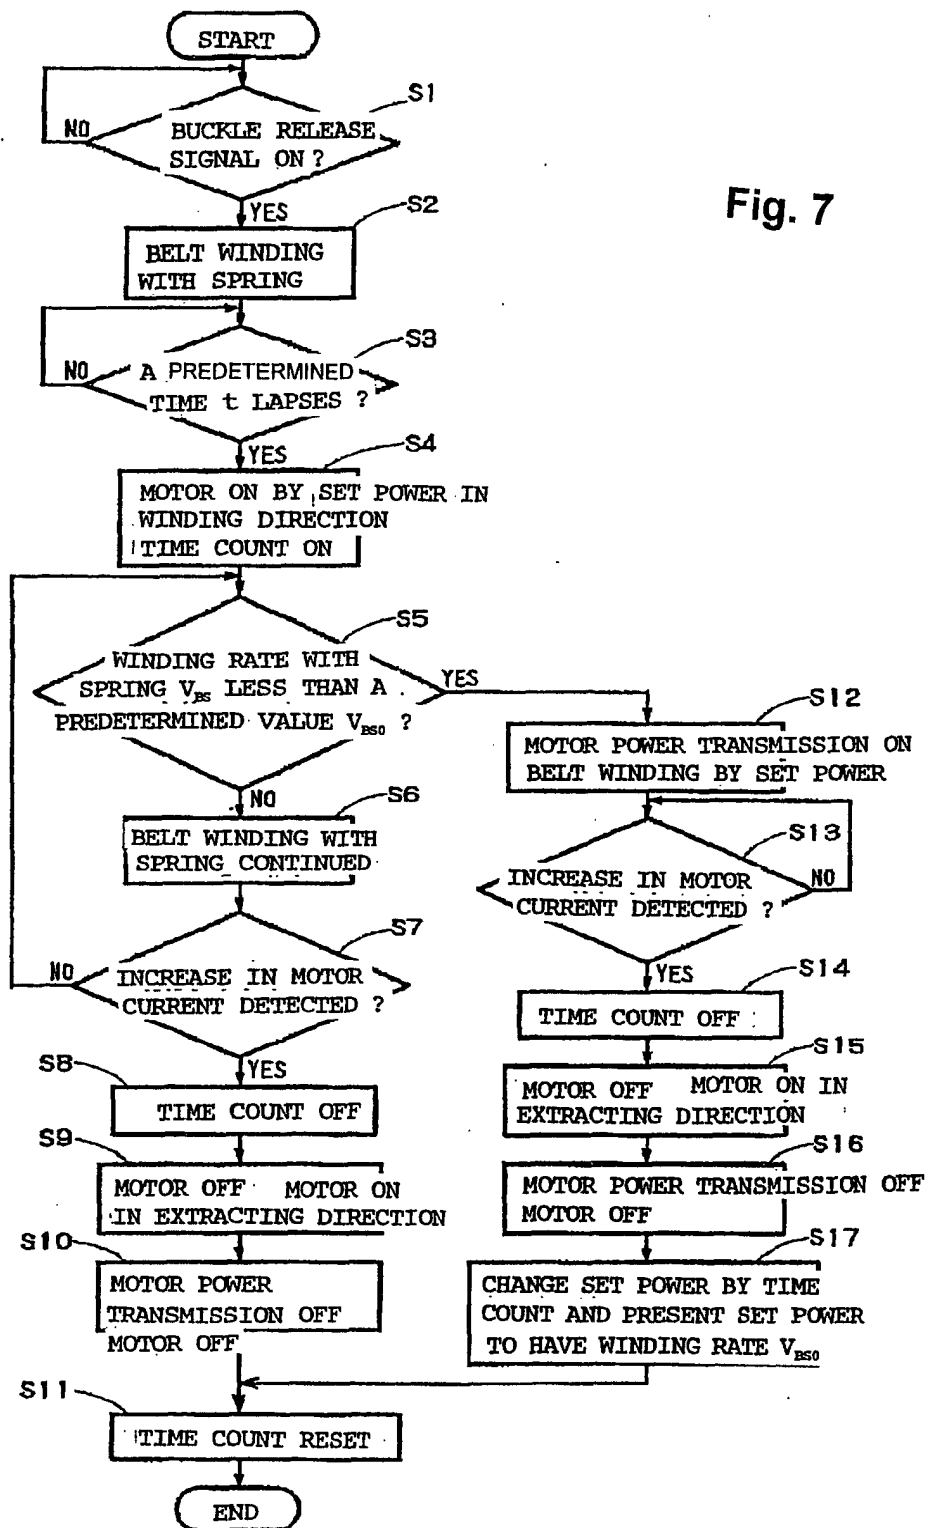 START
S1
NO
BUCKLE RELEASE
SIGNAL ON ?
YES
Fig. 7
S2
BELT WINDING
WITH SPRING
S3
NO
A PREDETERMINED
TIME t LAPSES ?
YES
S4
MOTOR ON BY SET POWER IN
WINDING DIRECTION
TIME COUNT ON
S5
WINDING RATE WITH
SPRING V_BS LESS THAN A
PREDETERMINED VALUE V_BS0 ?
YES
NO
S6
BELT WINDING WITH
SPRING CONTINUED
S7
NO
INCREASE IN MOTOR
CURRENT DETECTED ?
YES
S8
TIME COUNT OFF
S9
MOTOR OFF MOTOR ON
IN EXTRACTING DIRECTION
S10
MOTOR POWER
TRANSMISSION OFF
MOTOR OFF
S12
MOTOR POWER TRANSMISSION ON
BELT WINDING BY SET POWER
S13
INCREASE IN MOTOR
CURRENT DETECTED ?
NO
YES
S14
TIME COUNT OFF
S15
MOTOR OFF MOTOR ON IN
EXTRACTING DIRECTION
S16
MOTOR POWER TRANSMISSION OFF
MOTOR OFF
S17
CHANGE SET POWER BY TIME
COUNT AND PRESENT SET POWER
TO HAVE WINDING RATE V_BS0
S11
TIME COUNT RESET
END